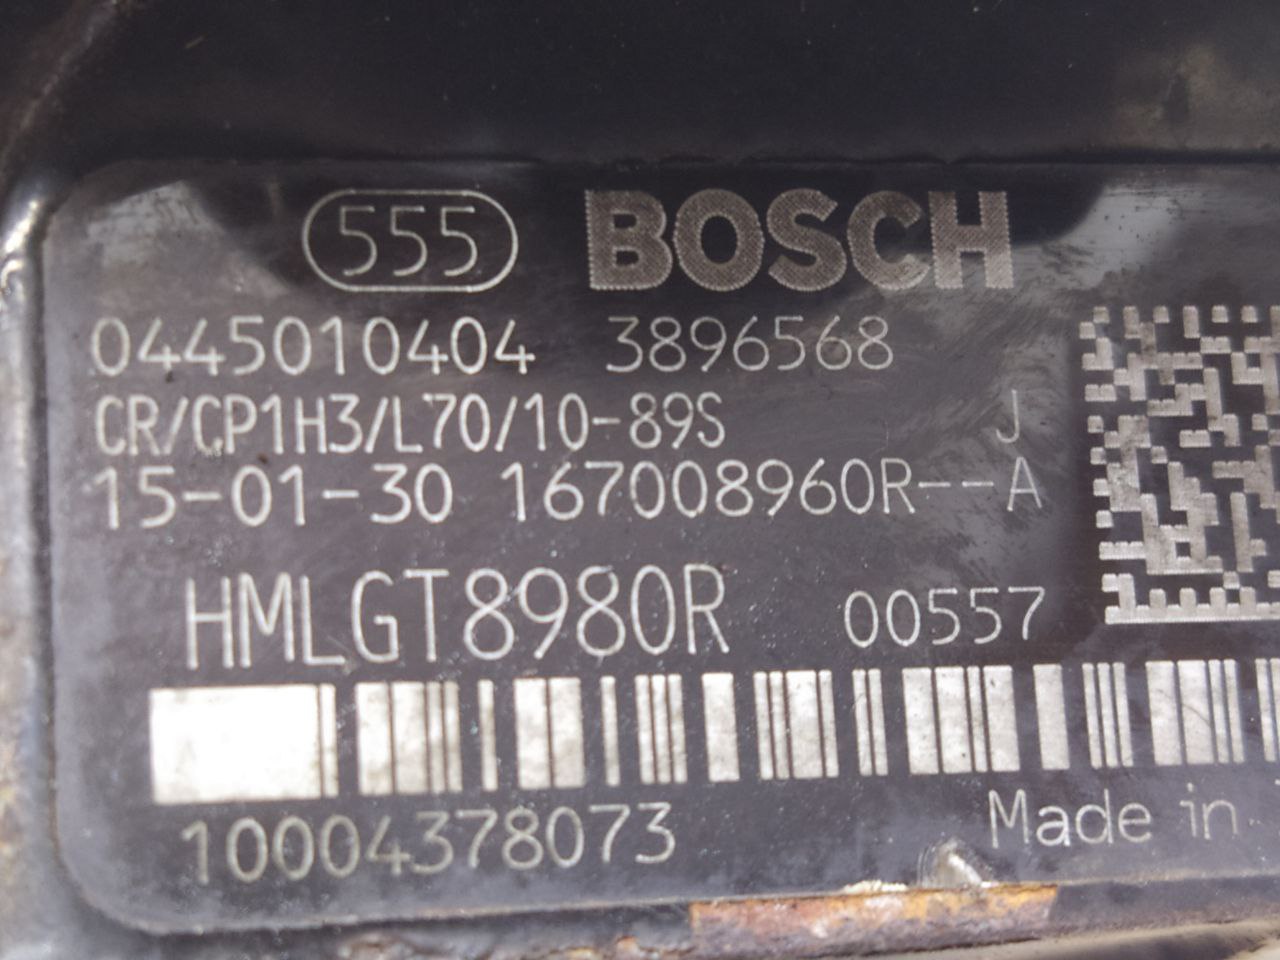 555 BOSCH
0445010404 3896568
CR/CP1H3/L70/10-89S J
15-01-30 167008960R--A
HMLGT8980R 00557
10004378073 Made in